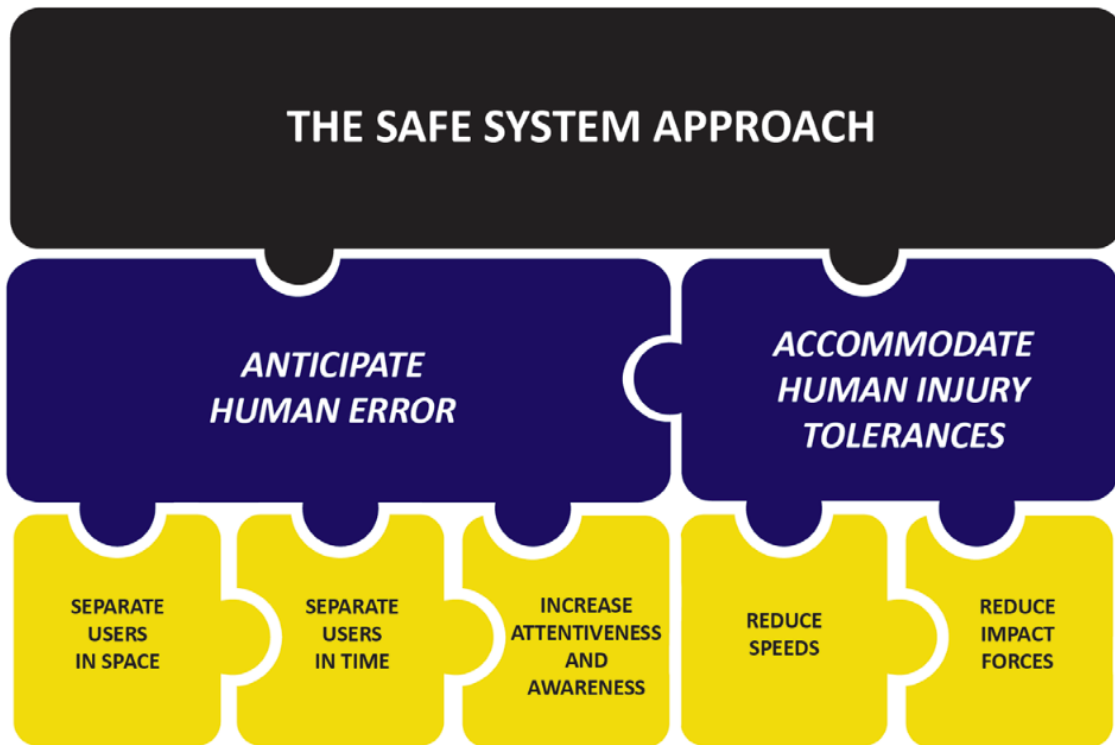 THE SAFE SYSTEM APPROACH
ANTICIPATE
HUMAN ERROR
ACCOMMODATE
HUMAN INJURY
TOLERANCES
SEPARATE
USERS
IN SPACE
SEPARATE
USERS
IN TIME
INCREASE
ATTENTIVENESS
AND
AWARENESS
REDUCE
SPEEDS
REDUCE
IMPACT
FORCES